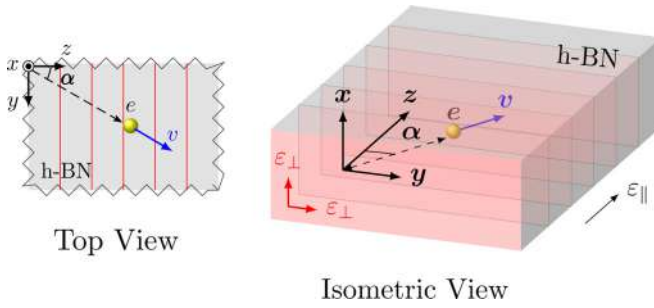 x z
α
y
e
v
h-BN
Top View
h-BN
x z
e v
α
y
ε⊥
ε⊥
ε∥
Isometric View